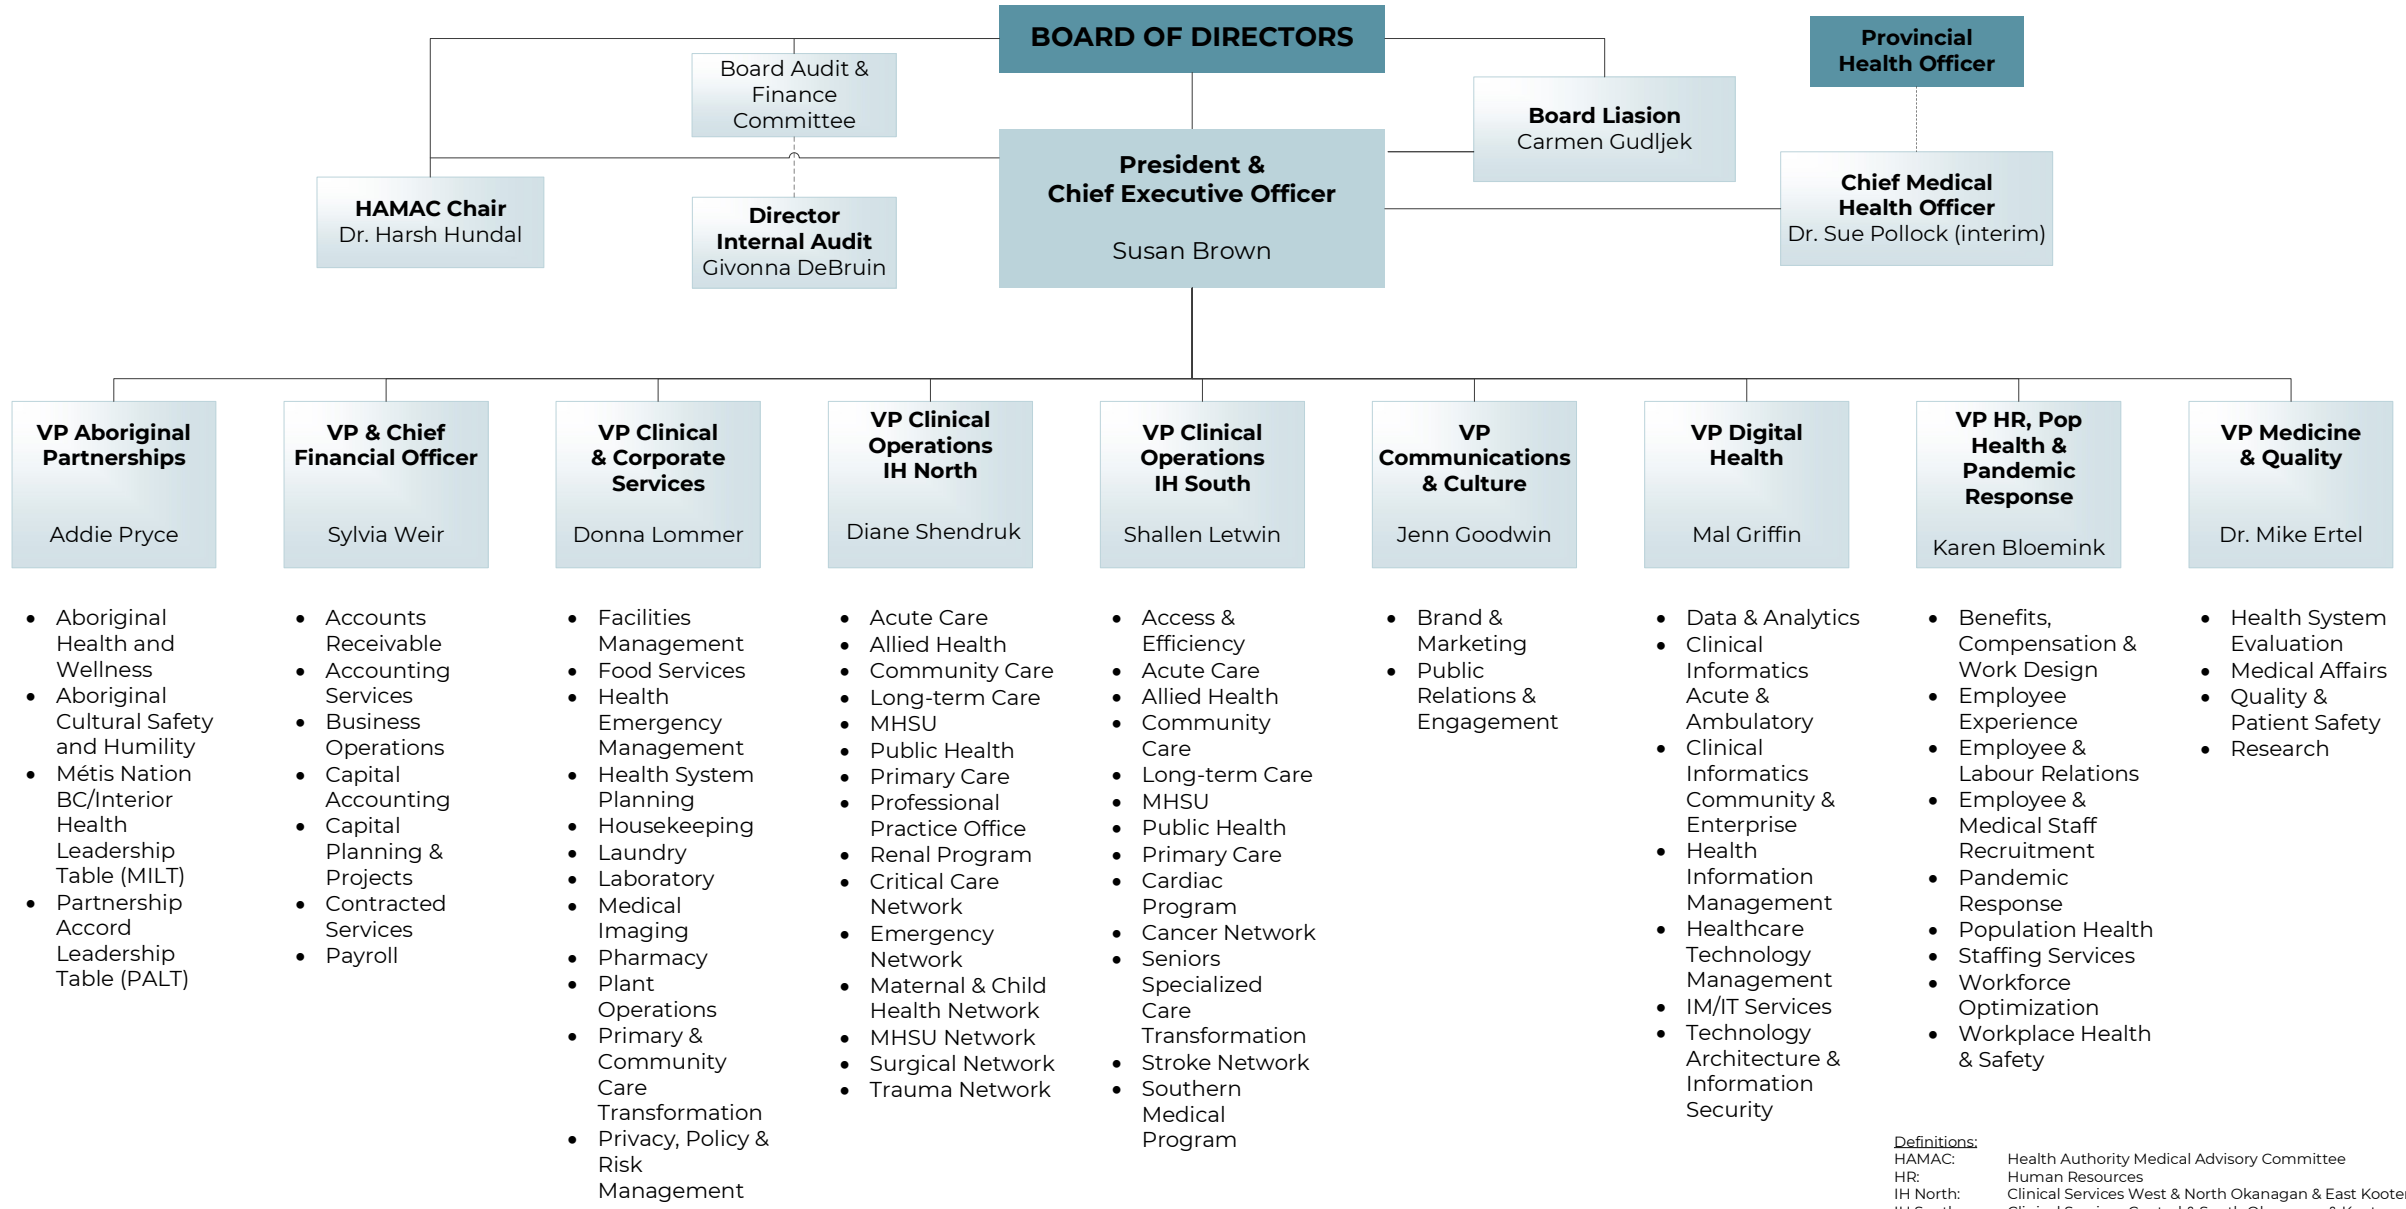 BOARD OF DIRECTORS
Provincial
Health Officer
Board Audit &
Finance
Committee
Board Liasion
Carmen Gudljek
President &
Chief Executive Officer
Susan Brown
HAMAC Chair
Dr. Harsh Hundal
Director
Internal Audit
Givonna DeBruin
Chief Medical
Health Officer
Dr. Sue Pollock (interim)
VP Aboriginal
Partnerships
Addie Pryce
VP & Chief
Financial Officer
Sylvia Weir
VP Clinical
& Corporate
Services
Donna Lommer
VP Clinical
Operations
IH North
Diane Shendruk
VP Clinical
Operations
IH South
Shallen Letwin
VP
Communications
& Culture
Jenn Goodwin
VP Digital
Health
Mal Griffin
VP HR, Pop
Health &
Pandemic
Response
Karen Bloemink
VP Medicine
& Quality
Dr. Mike Ertel
• Aboriginal
Health and
Wellness
• Aboriginal
Cultural Safety
and Humility
• Métis Nation
BC/Interior
Health
Leadership
Table (MILT)
• Partnership
Accord
Leadership
Table (PALT)
• Accounts
Receivable
• Accounting
Services
• Business
Operations
• Capital
Accounting
• Capital
Planning &
Projects
• Contracted
Services
• Payroll
• Facilities
Management
• Food Services
• Health
Emergency
Management
• Health System
Planning
• Housekeeping
• Laundry
• Laboratory
• Medical
Imaging
• Pharmacy
• Plant
Operations
• Primary &
Community
Care
Transformation
• Privacy, Policy &
Risk
Management
• Acute Care
• Allied Health
• Community Care
• Long-term Care
• MHSU
• Public Health
• Primary Care
• Professional
Practice Office
• Renal Program
• Critical Care
Network
• Emergency
Network
• Maternal & Child
Health Network
• MHSU Network
• Surgical Network
• Trauma Network
• Access &
Efficiency
• Acute Care
• Allied Health
• Community
Care
• Long-term Care
• MHSU
• Public Health
• Primary Care
• Cardiac
Program
• Cancer Network
• Seniors
Specialized
Care
Transformation
• Stroke Network
• Southern
Medical
Program
• Brand &
Marketing
• Public
Relations &
Engagement
• Data & Analytics
• Clinical
Informatics
Acute &
Ambulatory
• Clinical
Informatics
Community &
Enterprise
• Health
Information
Management
• Healthcare
Technology
Management
• IM/IT Services
• Technology
Architecture &
Information
Security
• Benefits,
Compensation &
Work Design
• Employee
Experience
• Employee &
Labour Relations
• Employee &
Medical Staff
Recruitment
• Pandemic
Response
• Population Health
• Staffing Services
• Workforce
Optimization
• Workplace Health
& Safety
• Health System
Evaluation
• Medical Affairs
• Quality &
Patient Safety
• Research
Definitions:
HAMAC: Health Authority Medical Advisory Committee
HR: Human Resources
IH North: Clinical Services West & North Okanagan & East